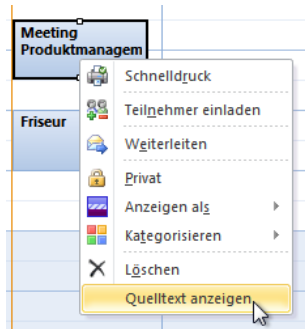 Meeting
Produktmanagem
Schnelldruck
Teilnehmer einladen
Friseur
Weiterleiten
Privat
Anzeigen als
Kategorisieren
Löschen
Quelltext anzeigen